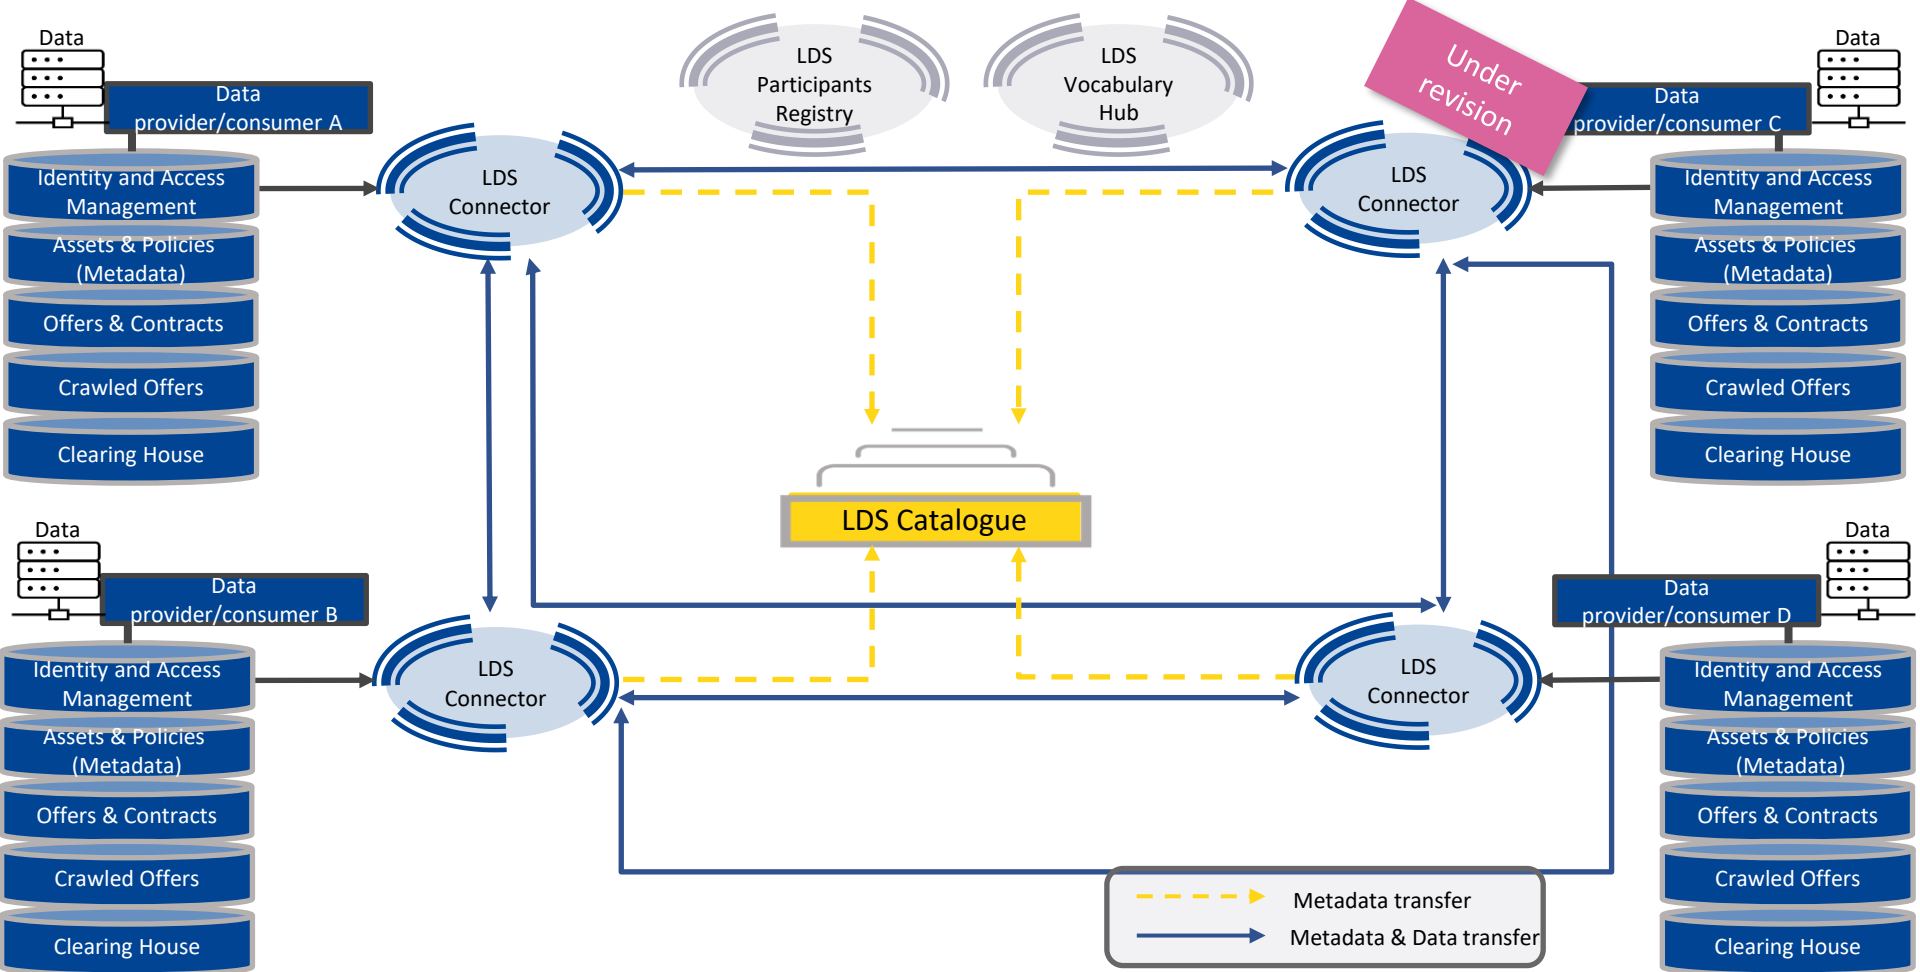 Data
Data
provider/consumer A
Identity and Access
Management
Assets & Policies
(Metadata)
Offers & Contracts
Crawled Offers
Clearing House
LDS
Connector
LDS
Participants
Registry
LDS
Vocabulary
Hub
Under
revision
Data
Data
provider/consumer C
LDS
Connector
Identity and Access
Management
Assets & Policies
(Metadata)
Offers & Contracts
Crawled Offers
Clearing House
LDS Catalogue
Data
Data
provider/consumer B
Identity and Access
Management
Assets & Policies
(Metadata)
Offers & Contracts
Crawled Offers
Clearing House
LDS
Connector
LDS
Connector
Data
Data
provider/consumer D
Identity and Access
Management
Assets & Policies
(Metadata)
Offers & Contracts
Crawled Offers
Clearing House
Metadata transfer
Metadata & Data transfer